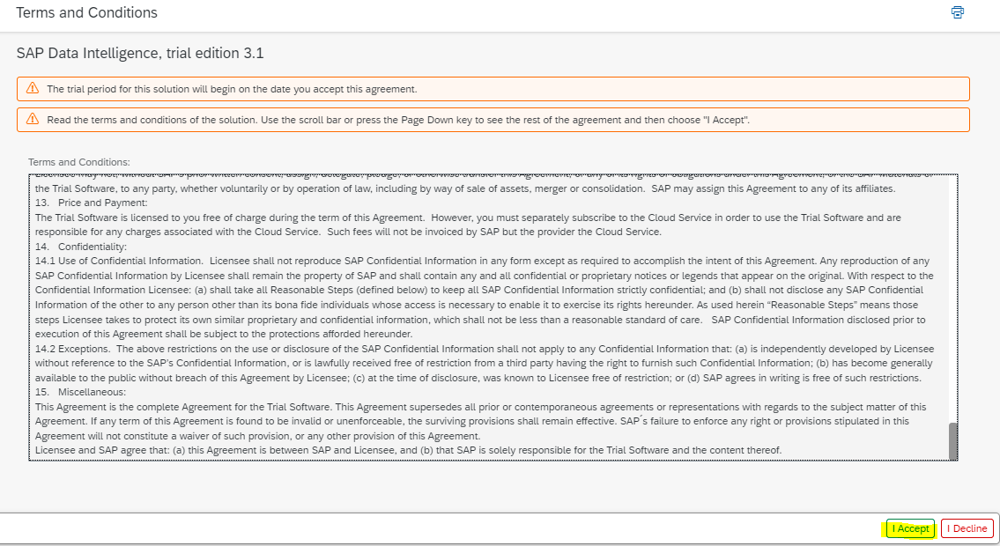 Terms and Conditions
SAP Data Intelligence, trial edition 3.1
The trial period for this solution will begin on the date you accept this agreement.
Read the terms and conditions of the solution. Use the scroll bar or press the Page Down key to see the rest of the agreement and then choose "I Accept".
Terms and Conditions:
the Trial Software, to any party, whether voluntarily or by operation of law, including by way of sale of assets, merger or consolidation.  SAP may assign this Agreement to any of its affiliates.
13.   Price and Payment:
The Trial Software is licensed to you free of charge during the term of this Agreement.  However, you must separately subscribe to the Cloud Service in order to use the Trial Software and are
responsible for any charges associated with the Cloud Service.  Such fees will not be invoiced by SAP but the provider the Cloud Service.
14.   Confidentiality:
14.1 Use of Confidential Information.  Licensee shall not reproduce SAP Confidential Information in any form except as required to accomplish the intent of this Agreement. Any reproduction of any
SAP Confidential Information by Licensee shall remain the property of SAP and shall contain any and all confidential or proprietary notices or legends that appear on the original. With respect to the
Confidential Information Licensee: (a) shall take all Reasonable Steps (defined below) to keep all SAP Confidential Information strictly confidential; and (b) shall not disclose any SAP Confidential
Information of the other to any person other than its bona fide individuals whose access is necessary to enable it to exercise its rights hereunder. As used herein “Reasonable Steps” means those
steps Licensee takes to protect its own similar proprietary and confidential information, which shall not be less than a reasonable standard of care.   SAP Confidential Information disclosed prior to
execution of this Agreement shall be subject to the protections afforded hereunder.
14.2 Exceptions.  The above restrictions on the use or disclosure of the SAP Confidential Information shall not apply to any Confidential Information that: (a) is independently developed by Licensee
without reference to the SAP's Confidential Information, or is lawfully received free of restriction from a third party having the right to furnish such Confidential Information; (b) has become generally
available to the public without breach of this Agreement by Licensee; (c) at the time of disclosure, was known to Licensee free of restriction; or (d) SAP agrees in writing is free of such restrictions.
15.   Miscellaneous:
This Agreement is the complete Agreement for the Trial Software. This Agreement supersedes all prior or contemporaneous agreements or representations with regards to the subject matter of this
Agreement. If any term of this Agreement is found to be invalid or unenforceable, the surviving provisions shall remain effective. SAP´s failure to enforce any right or provisions stipulated in this
Agreement will not constitute a waiver of such provision, or any other provision of this Agreement.
Licensee and SAP agree that: (a) this Agreement is between SAP and Licensee, and (b) that SAP is solely responsible for the Trial Software and the content thereof.
I Accept
I Decline